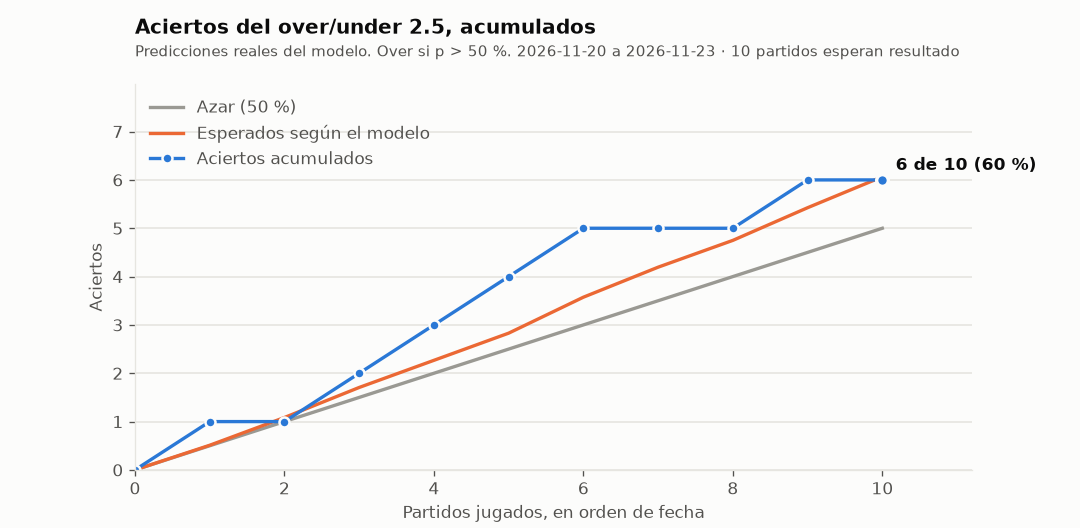 Aciertos del over/under 2.5, acumulados
Predicciones reales del modelo. Over si p > 50 %. 2026-11-20 a 2026-11-23 · 10 partidos esperan resultado
Azar (50 %)
Esperados según el modelo
Aciertos acumulados
6 de 10 (60 %)
7
6
5
4
3
2
1
0
Aciertos
0 2 4 6 8 10
Partidos jugados, en orden de fecha